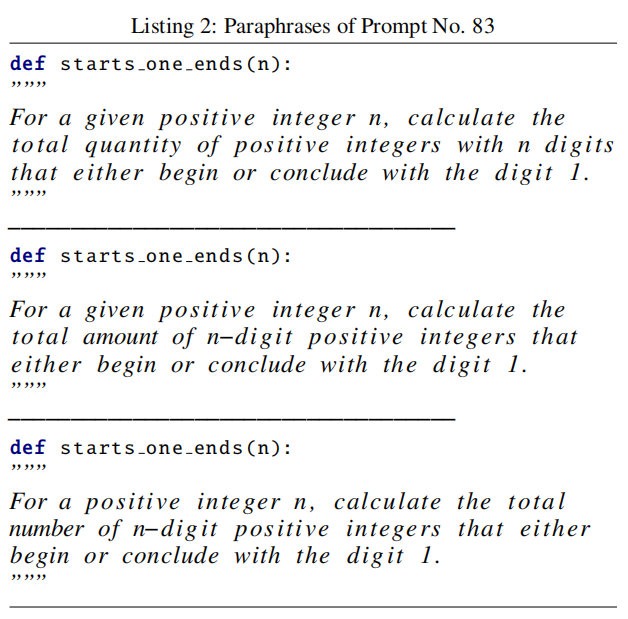 Listing 2: Paraphrases of Prompt No. 83
def starts_one_ends(n):
”””
For a given positive integer n, calculate the
total quantity of positive integers with n digits
that either begin or conclude with the digit 1.
”””
def starts_one_ends(n):
”””
For a given positive integer n, calculate the
total amount of n−digit positive integers that
either begin or conclude with the digit 1.
”””
def starts_one_ends(n):
”””
For a positive integer n, calculate the total
number of n−digit positive integers that either
begin or conclude with the digit 1.
”””